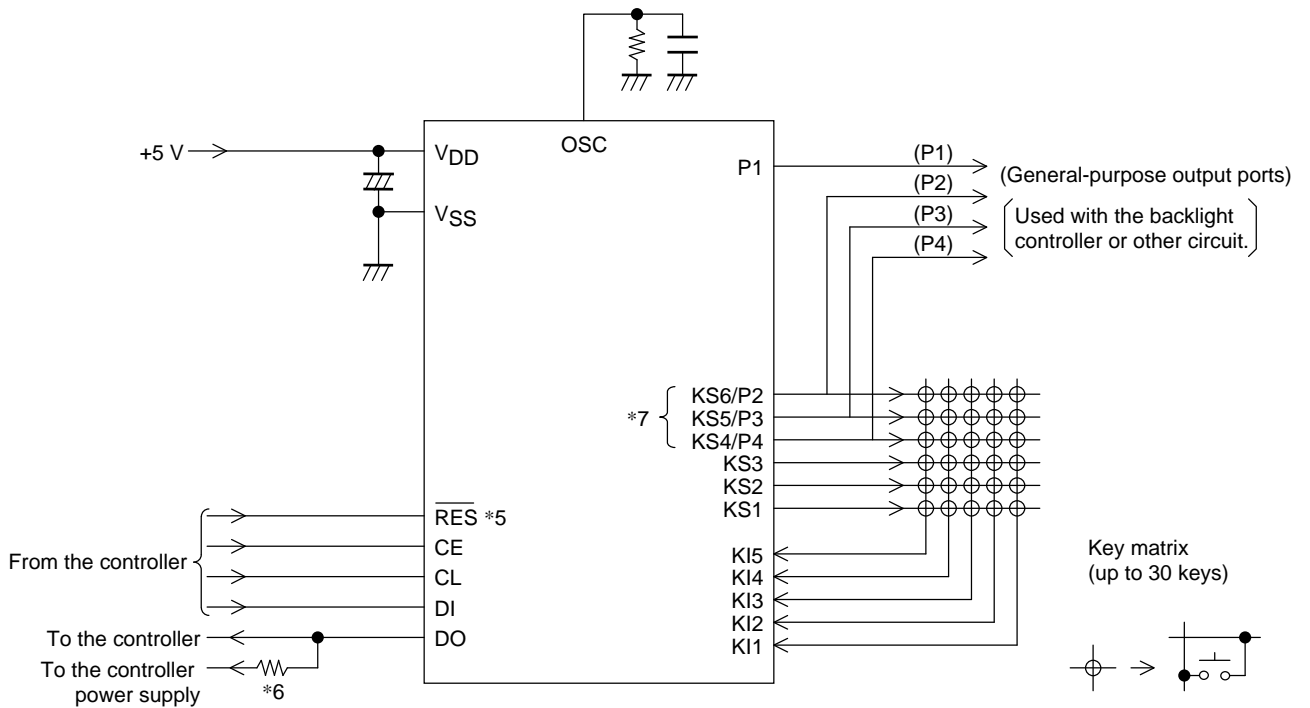 OSC
+5 V
VDD
VSS
P1
(P1)
(P2)
(P3)
(P4)
(General-purpose output ports)
Used with the backlight
controller or other circuit.
*7
KS6/P2
KS5/P3
KS4/P4
KS3
KS2
KS1
From the controller
RES *5
CE
CL
DI
DO
To the controller
To the controller
power supply
*6
KI5
KI4
KI3
KI2
KI1
Key matrix
(up to 30 keys)